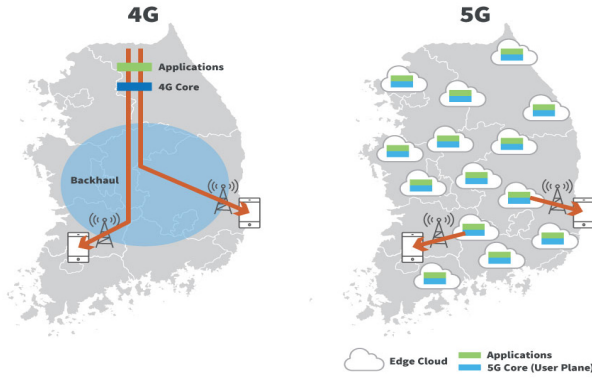 4G
5G
Applications
4G Core
Backhaul
Edge Cloud
Applications
5G Core (User Plane)